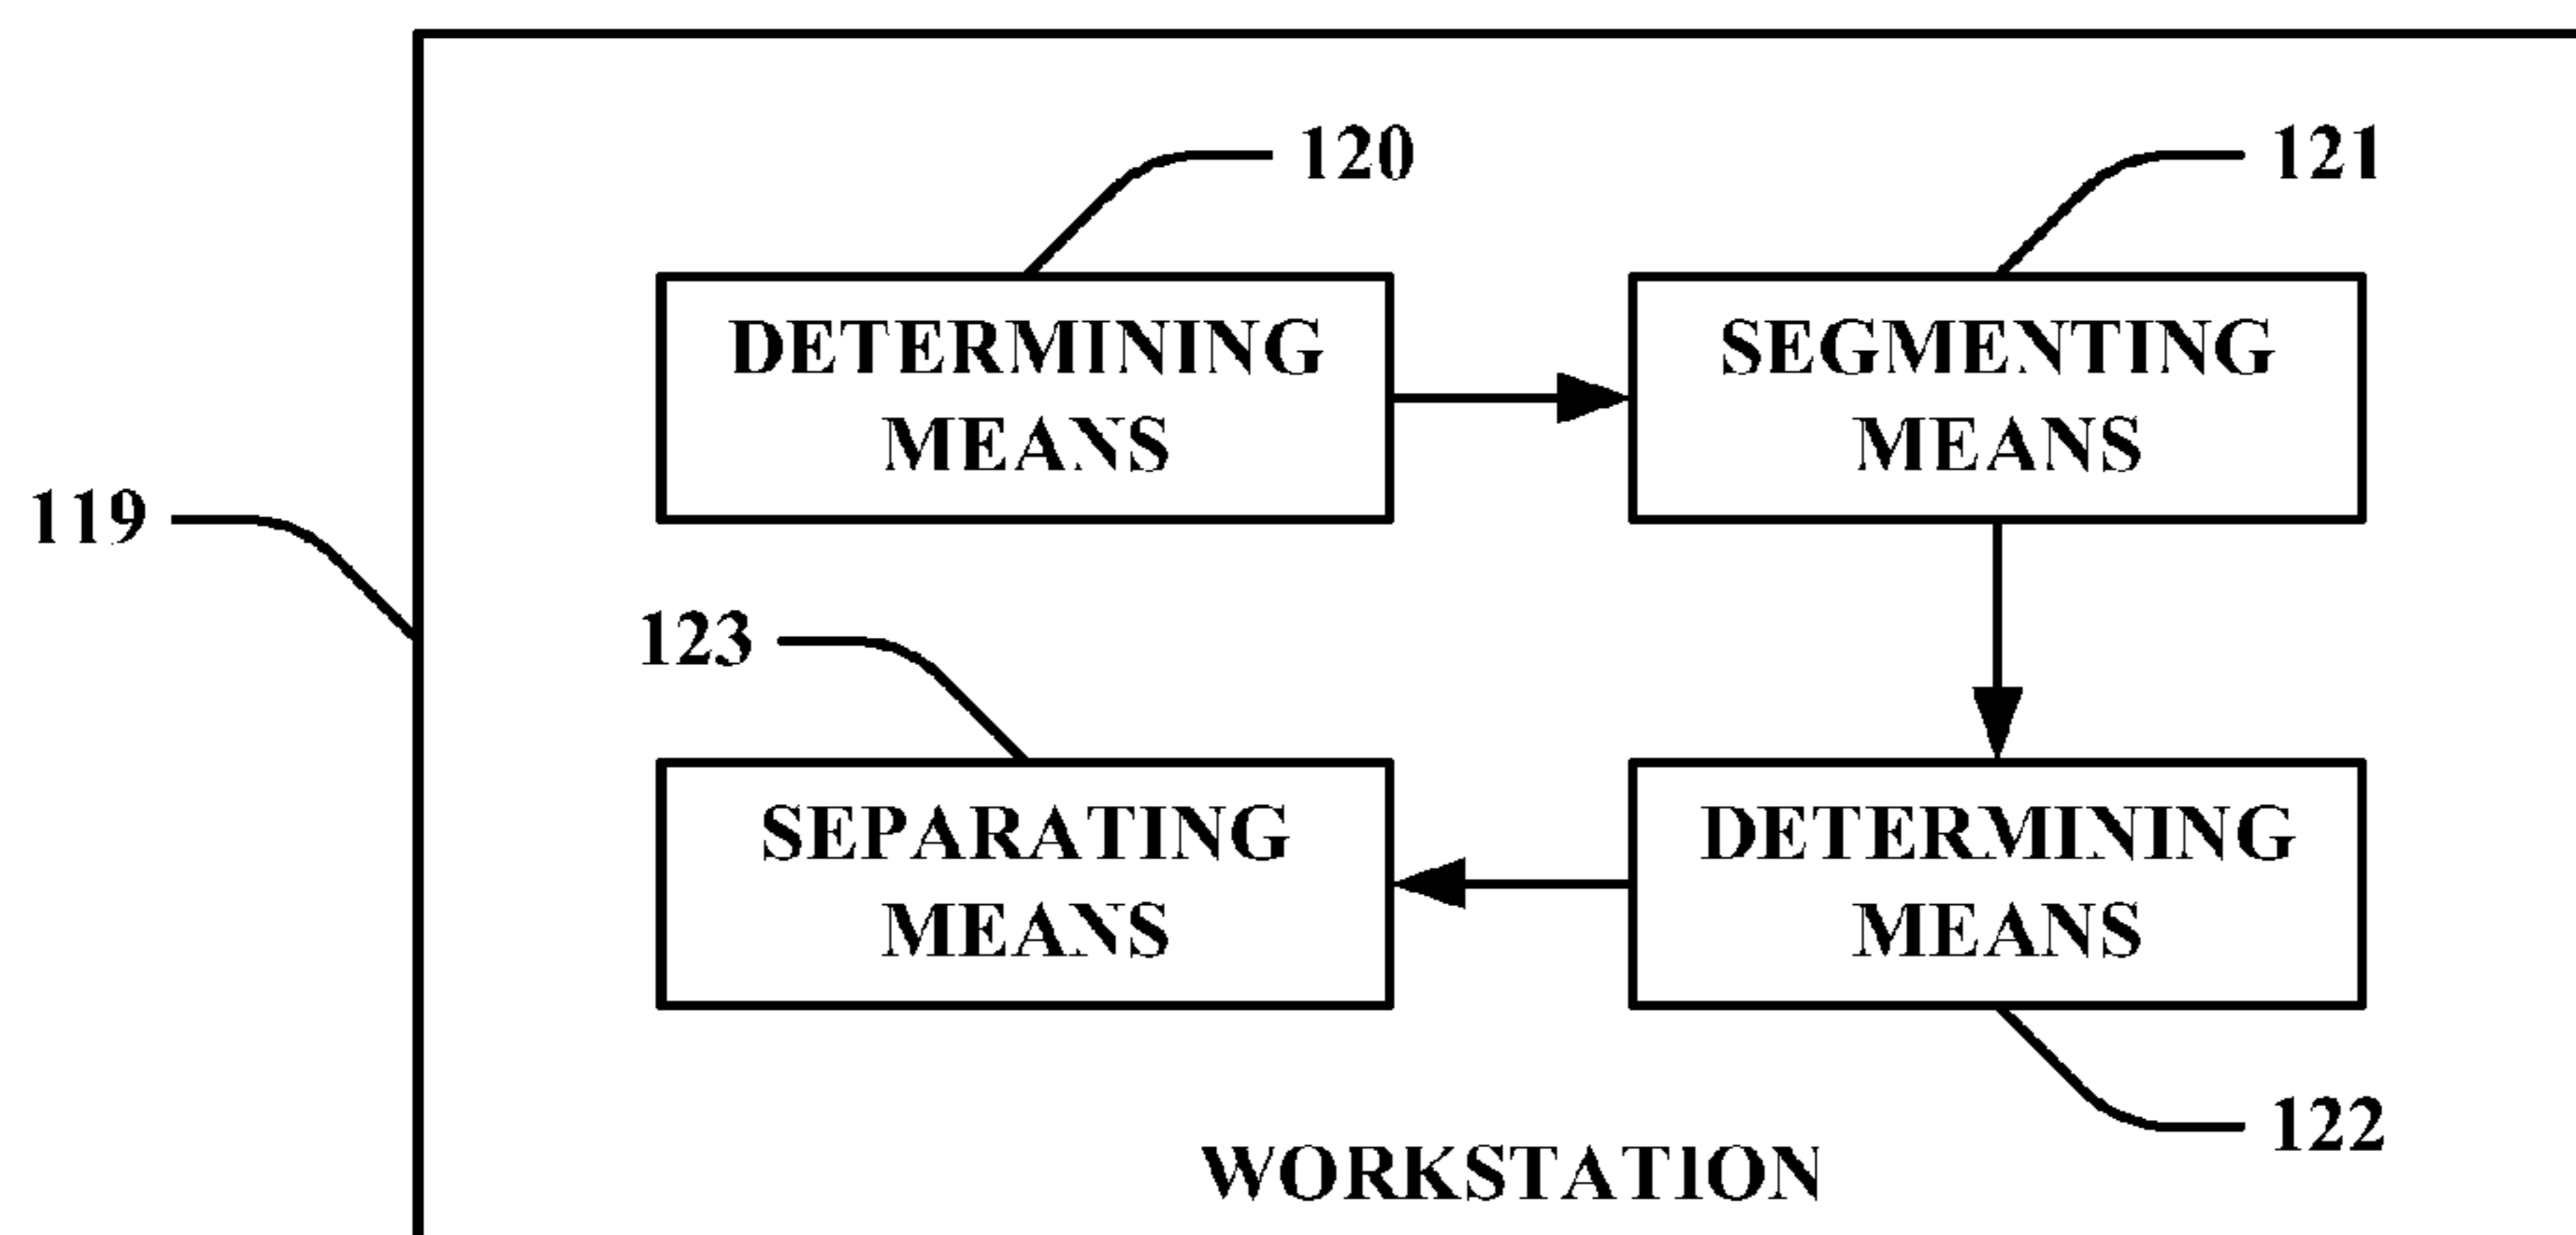 120
121
DETERMINING
MEANS
SEGMENTING
MEANS
119
123
SEPARATING
MEANS
DETERMINING
MEANS
122
WORKSTATION